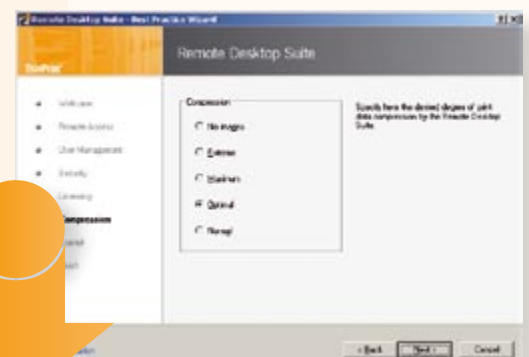 Remote Desktop Suite - Best Practice Wizard
Remote Desktop Suite
ThinPrint
Welcome
Remote Access
User Management
Security
Licensing
Compression
Compression
No images
Extreme
Maximum
Optimal
Normal
Specify here the desired degree of print
data compression by the Remote Desktop
Suite.
< Back
Next >
Cancel